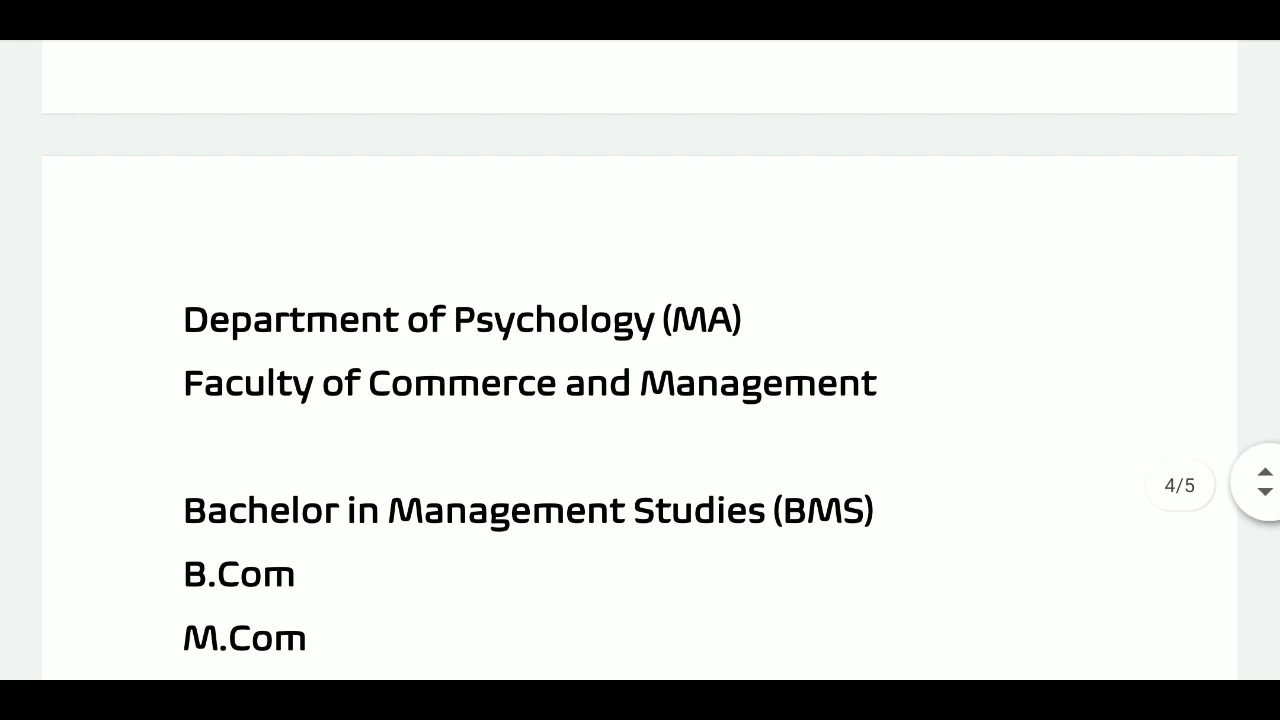 Department of Psychology (MA)
Faculty of Commerce and Management
Bachelor in Management Studies (BMS)
4/5
B.Com
M.Com